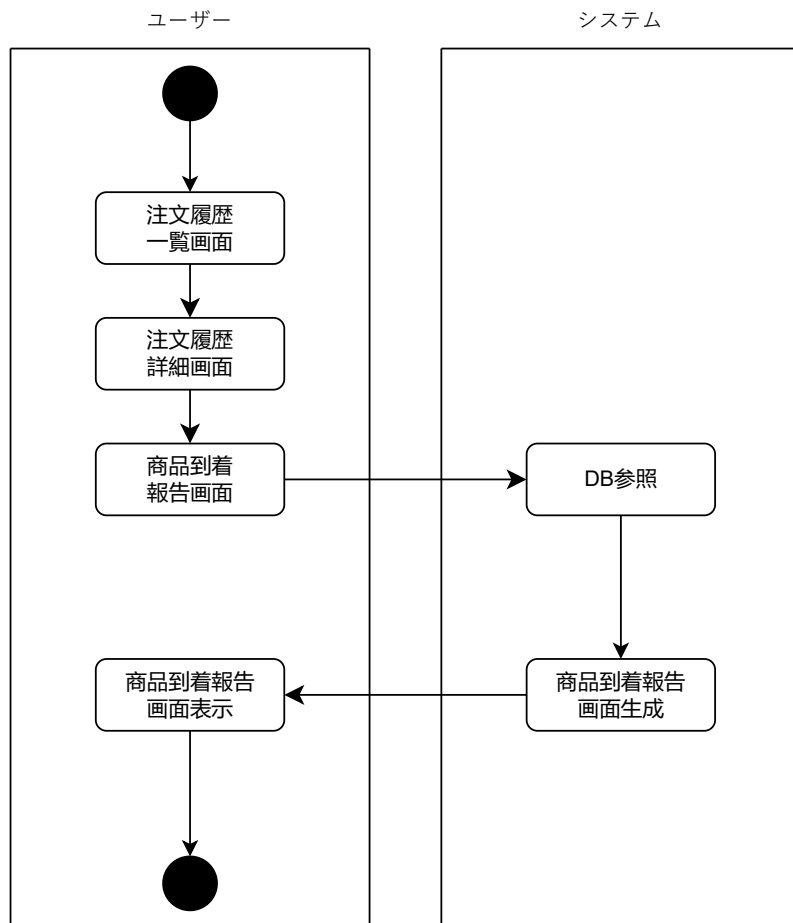 ユーザー
システム
注文履歴
一覧画面
注文履歴
詳細画面
商品到着
報告画面
DB参照
商品到着報告
画面表示
商品到着報告
画面生成